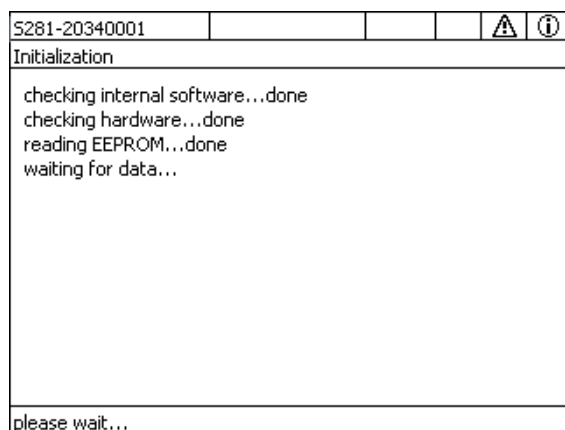 S281-20340001
Initialization
checking internal software...done
checking hardware...done
reading EEPROM...done
waiting for data...
please wait...